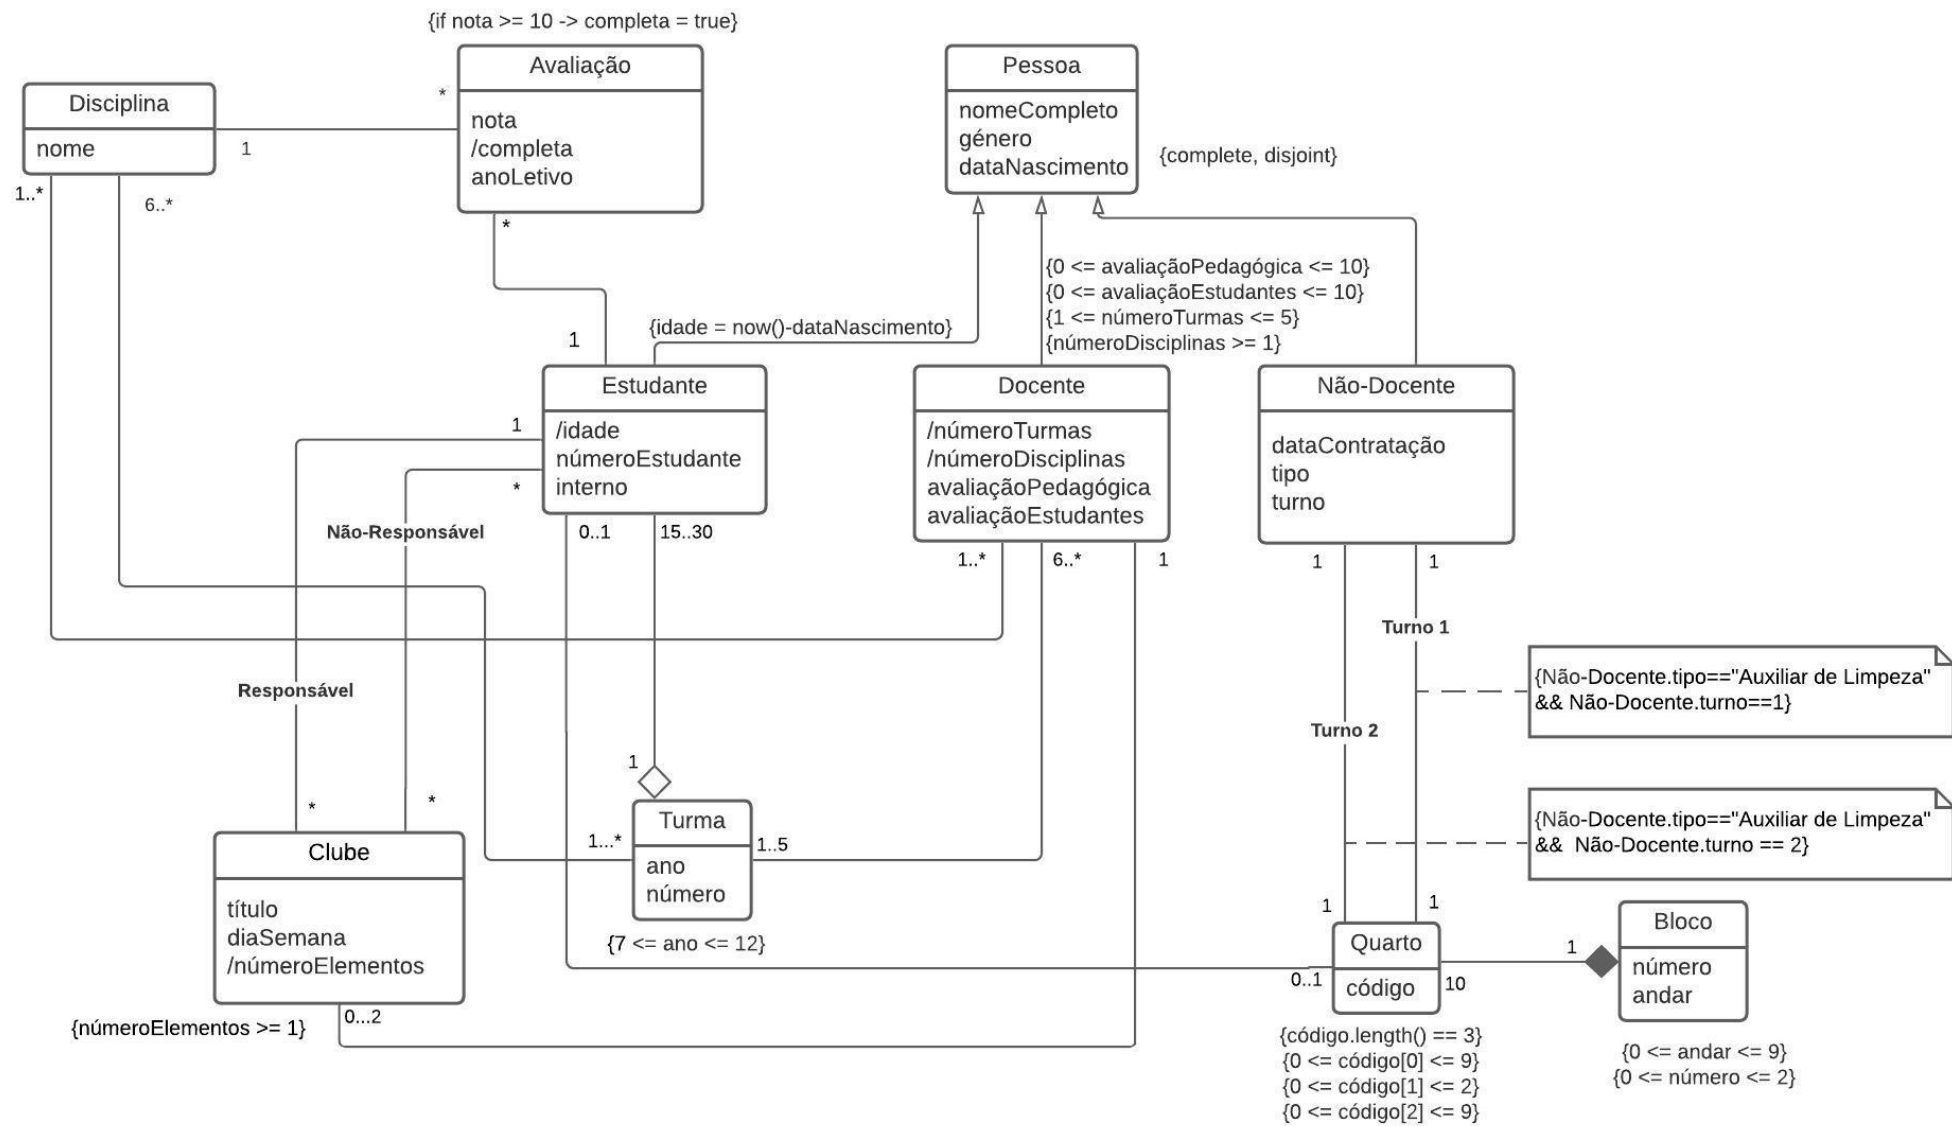 {if nota >= 10 -> completa = true}
Avaliação
nota
/completa
anoLetivo
Pessoa
nomeCompleto
género
dataNascimento
{complete, disjoint}
Disciplina
nome
*
1
1..*
6..*
*
{0 <= avaliaçãoPedagógica <= 10}
{0 <= avaliaçãoEstudantes <= 10}
{1 <= númeroTurmas <= 5}
{númeroDisciplinas >= 1}
{idade = now()-dataNascimento}
1
Estudante
/idade
númeroEstudante
interno
Docente
/númeroTurmas
/númeroDisciplinas
avaliaçãoPedagógica
avaliaçãoEstudantes
Não-Docente
dataContratação
tipo
turno
1
*
Não-Responsável
0..1
15..30
1..*
6..*
1
1
1
Turno 1
Responsável
Turno 2
{Não-Docente.tipo=="Auxiliar de Limpeza"
&& Não-Docente.turno==1}
{Não-Docente.tipo=="Auxiliar de Limpeza"
&& Não-Docente.turno == 2}
1
*
*
Turma
ano
número
1...*
1..5
{7 <= ano <= 12}
Clube
título
diaSemana
/númeroElementos
{númeroElementos >= 1}
0...2
1
1
Quarto
código
0..1
10
1
Bloco
número
andar
{código.length() == 3}
{0 <= código[0] <= 9}
{0 <= código[1] <= 2}
{0 <= código[2] <= 9}
{0 <= andar <= 9}
{0 <= número <= 2}